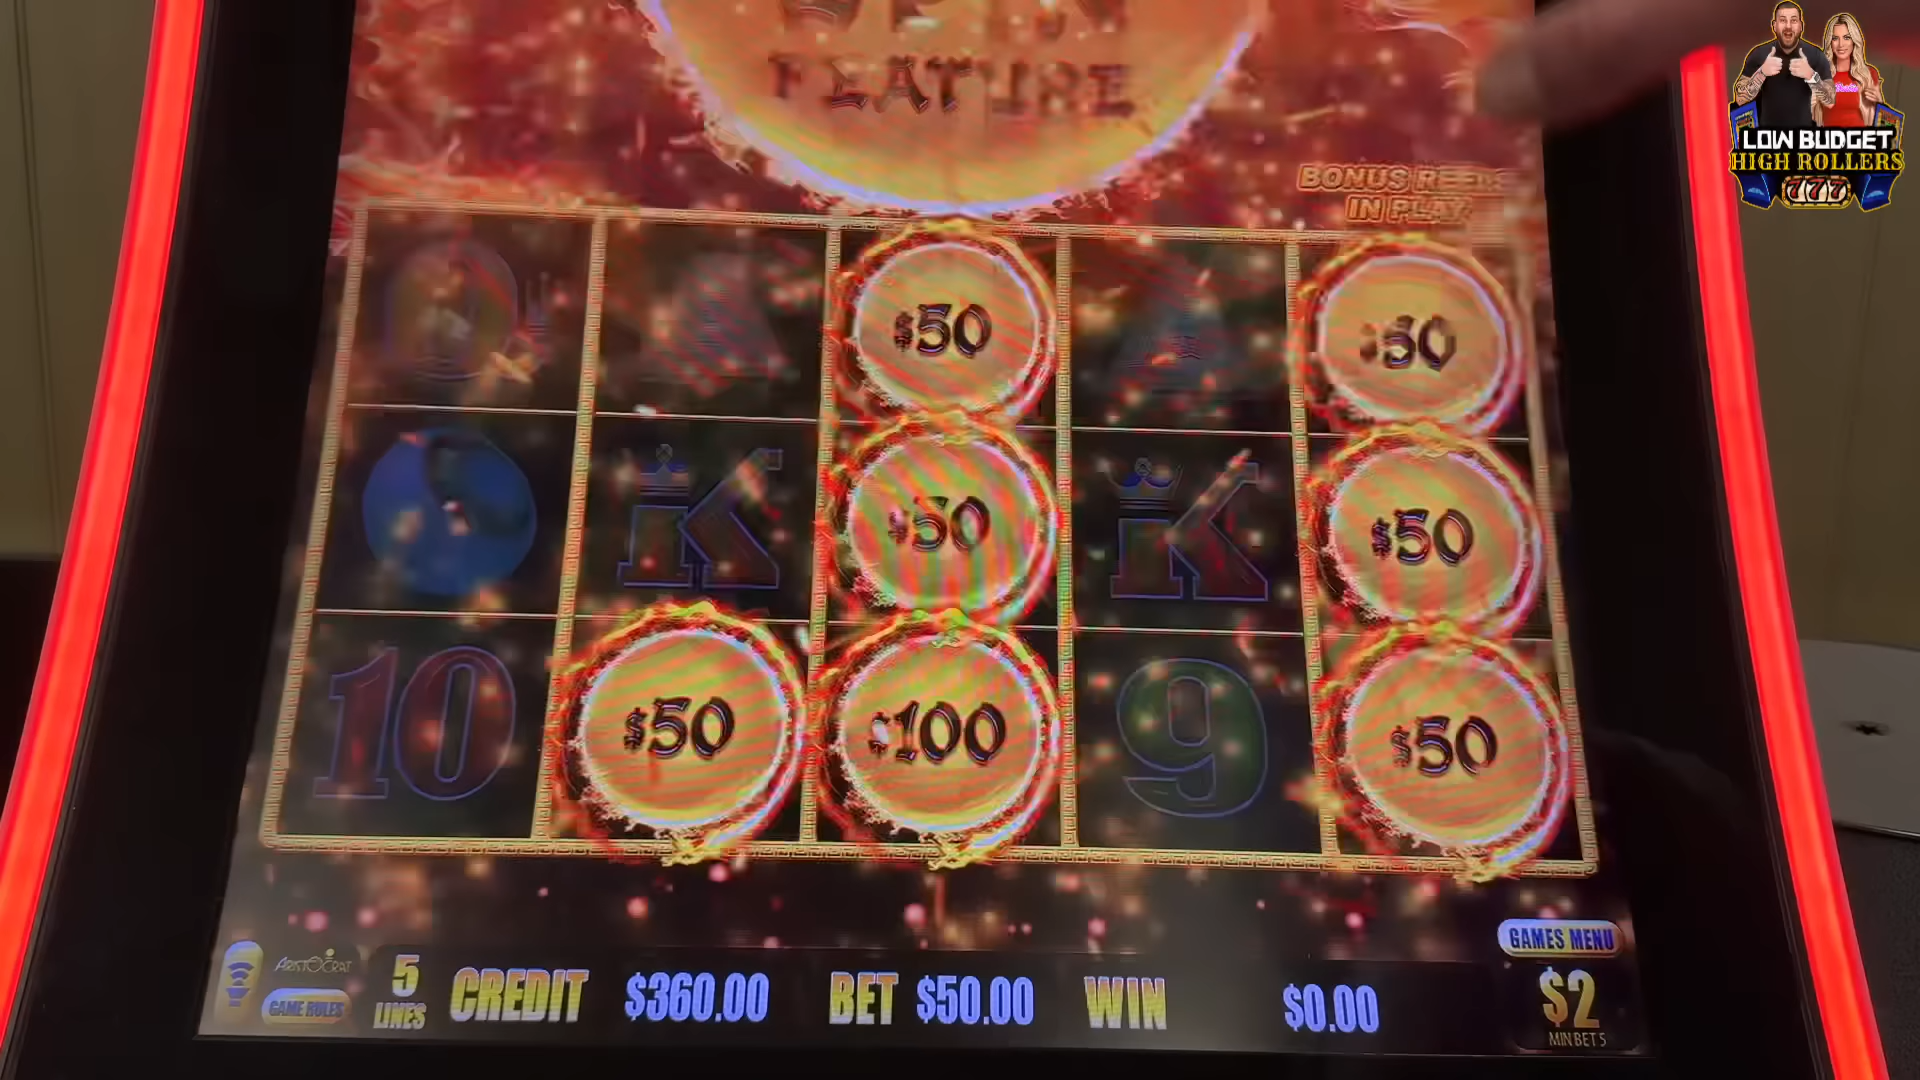 SPIN
FEATURE
BONUS REELS
IN PLAY
$50
$50
$50
K
$50
K
10
$50
$100
9
$50
ARISTOCRAT
GAME RULES
5
LINES
CREDIT $360.00
BET $50.00
WIN $0.00
GAMES MENU
$2
MIN BET 5
LOW BUDGET
HIGH ROLLERS
777